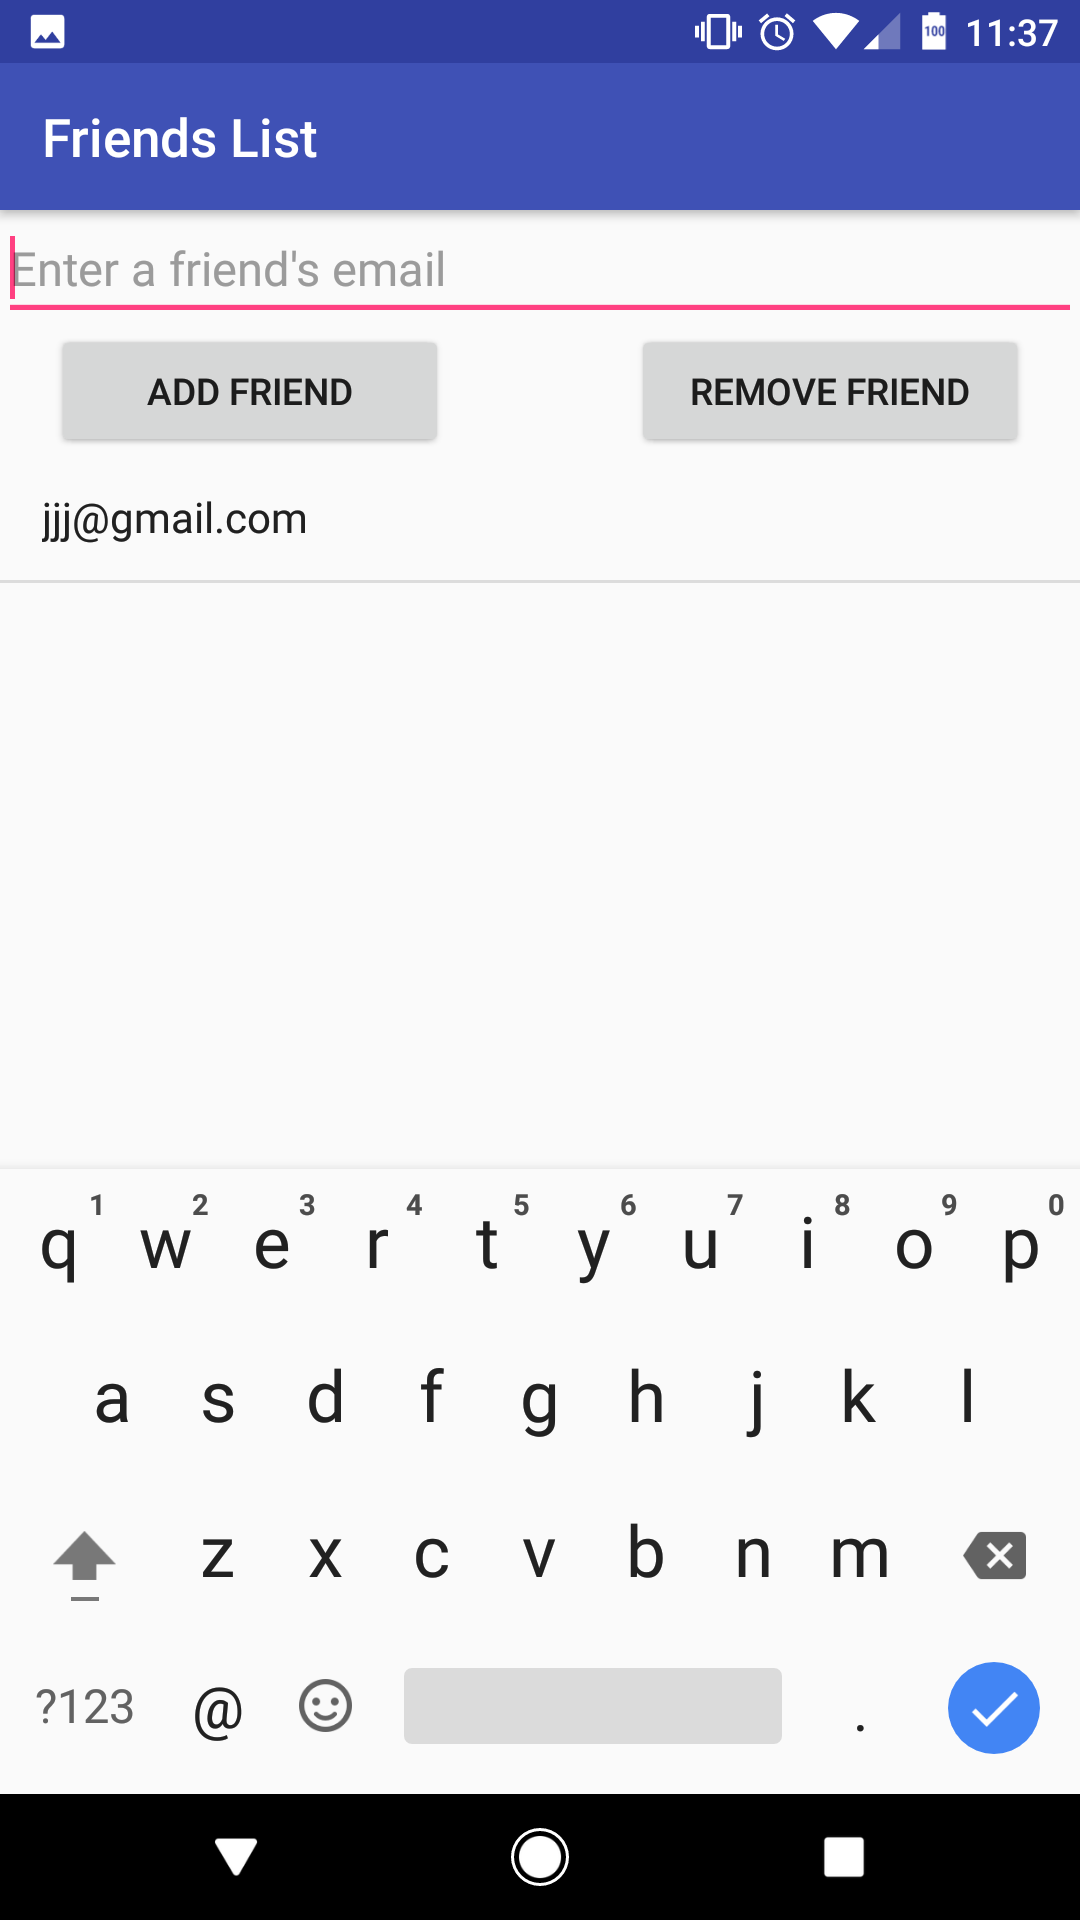 100 11:37
Friends List
Enter a friend's email
ADD FRIEND REMOVE FRIEND
jjj@gmail.com
1 2 3 4 5 6 7 8 9 0
q w e r t y u i o p
a s d f g h j k l
z x c v b n m
?123 @ .